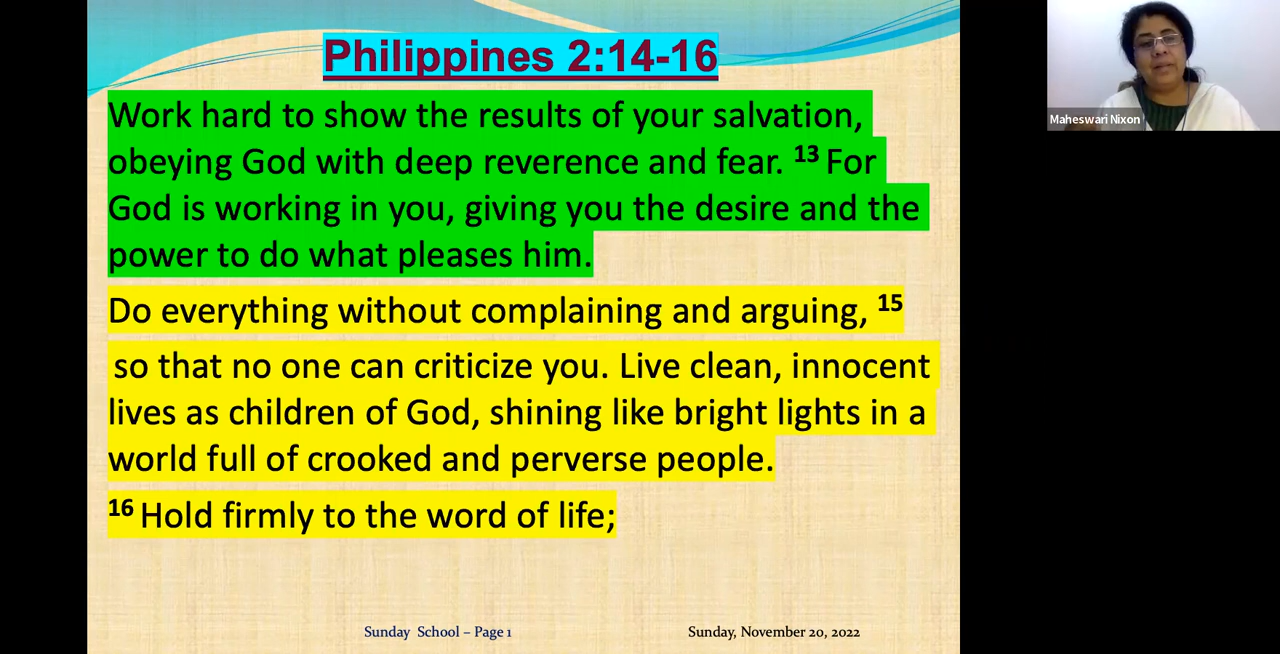 Philippines 2:14-16
Maheswari Nixon
Work hard to show the results of your salvation,
obeying God with deep reverence and fear. 13 For
God is working in you, giving you the desire and the
power to do what pleases him.
Do everything without complaining and arguing, 15
so that no one can criticize you. Live clean, innocent
lives as children of God, shining like bright lights in a
world full of crooked and perverse people.
16 Hold firmly to the word of life;
Sunday School – Page 1
Sunday, November 20, 2022